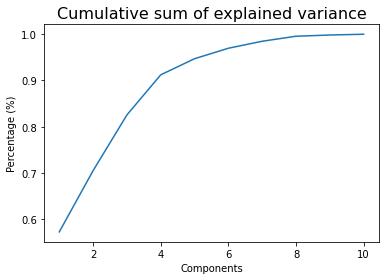 Cumulative sum of explained variance
1.0
0.9
0.8
0.7
0.6
Percentage (%)
2 4 6 8 10
Components